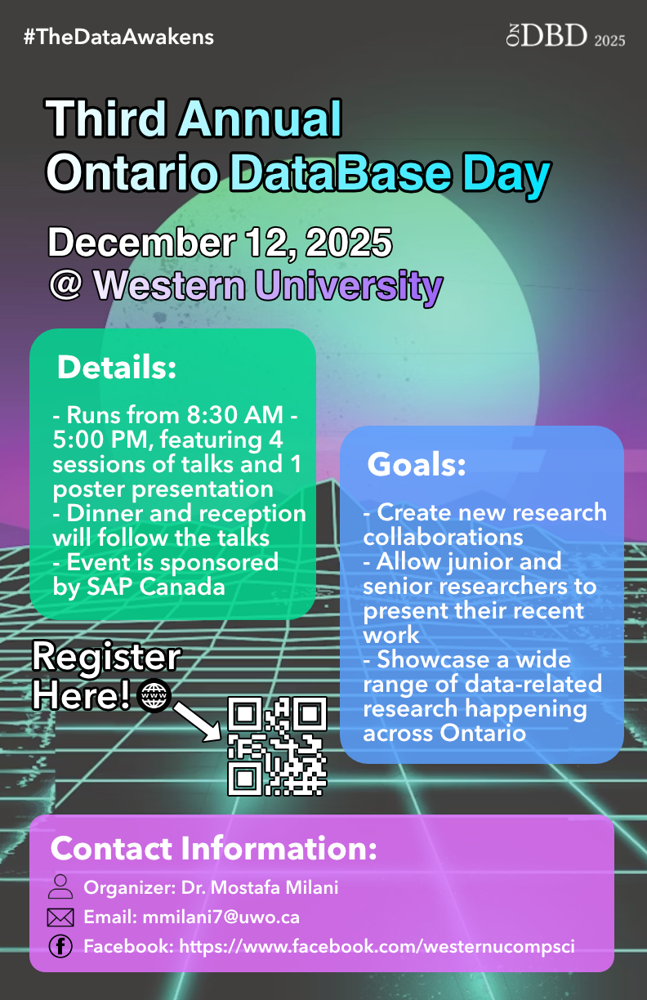 #TheDataAwakens
ONDBD 2025
Third Annual
Ontario DataBase Day
December 12, 2025
@ Western University
Details:
- Runs from 8:30 AM -
5:00 PM, featuring 4
sessions of talks and 1
poster presentation
- Dinner and reception
will follow the talks
- Event is sponsored
by SAP Canada
Goals:
- Create new research
collaborations
- Allow junior and
senior researchers to
present their recent
work
- Showcase a wide
range of data-related
research happening
across Ontario
Register
Here!
www
Contact Information:
Organizer: Dr. Mostafa Milani
Email: mmilani7@uwo.ca
Facebook: https://www.facebook.com/westernucompsci